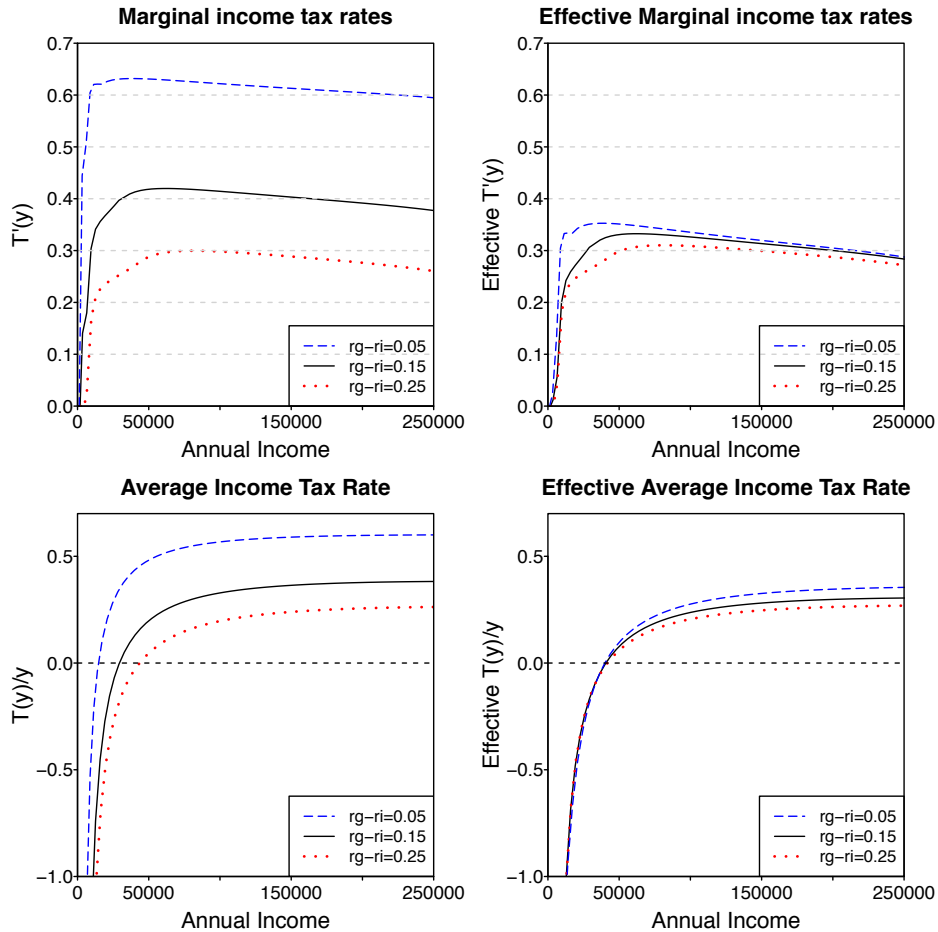 Marginal income tax rates
0.7
0.6
0.5
0.4
0.3
0.2
0.1
0.0
T'(y)
rg−ri=0.05
rg−ri=0.15
rg−ri=0.25
0 50000 150000 250000
Annual Income
Effective Marginal income tax rates
0.7
0.6
0.5
0.4
0.3
0.2
0.1
0.0
Effective T'(y)
rg−ri=0.05
rg−ri=0.15
rg−ri=0.25
0 50000 150000 250000
Annual Income
Average Income Tax Rate
0.5
0.0
−0.5
−1.0
T(y)/y
rg−ri=0.05
rg−ri=0.15
rg−ri=0.25
0 50000 150000 250000
Annual Income
Effective Average Income Tax Rate
0.5
0.0
−0.5
−1.0
Effective T(y)/y
rg−ri=0.05
rg−ri=0.15
rg−ri=0.25
0 50000 150000 250000
Annual Income